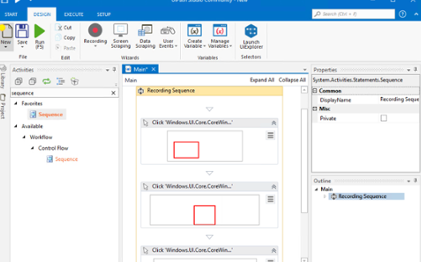 START DESIGN EXECUTE SETUP
Search (Ctrl + F)
New Save Run (F5)
Cut
Copy
Paste
Recording Screen Scraping Data Scraping User Events
Create Variable Manage Variables
Launch UiExplorer
File Edit Wizards Variables Selectors
Library
Project
Activities
sequence
Favorites
Sequence
Available
Workflow
Control Flow
Sequence
Main*
Main Expand All Collapse All
Recording Sequence
Click 'Windows.UI.Core.CoreWin...'
Click 'Windows.UI.Core.CoreWin...'
Click 'Windows.UI.Core.CoreWin...'
Properties
System.Activities.Statements.Sequence
Common
DisplayName Recording Seque
Misc
Private
Outline
Main
Recording Sequence